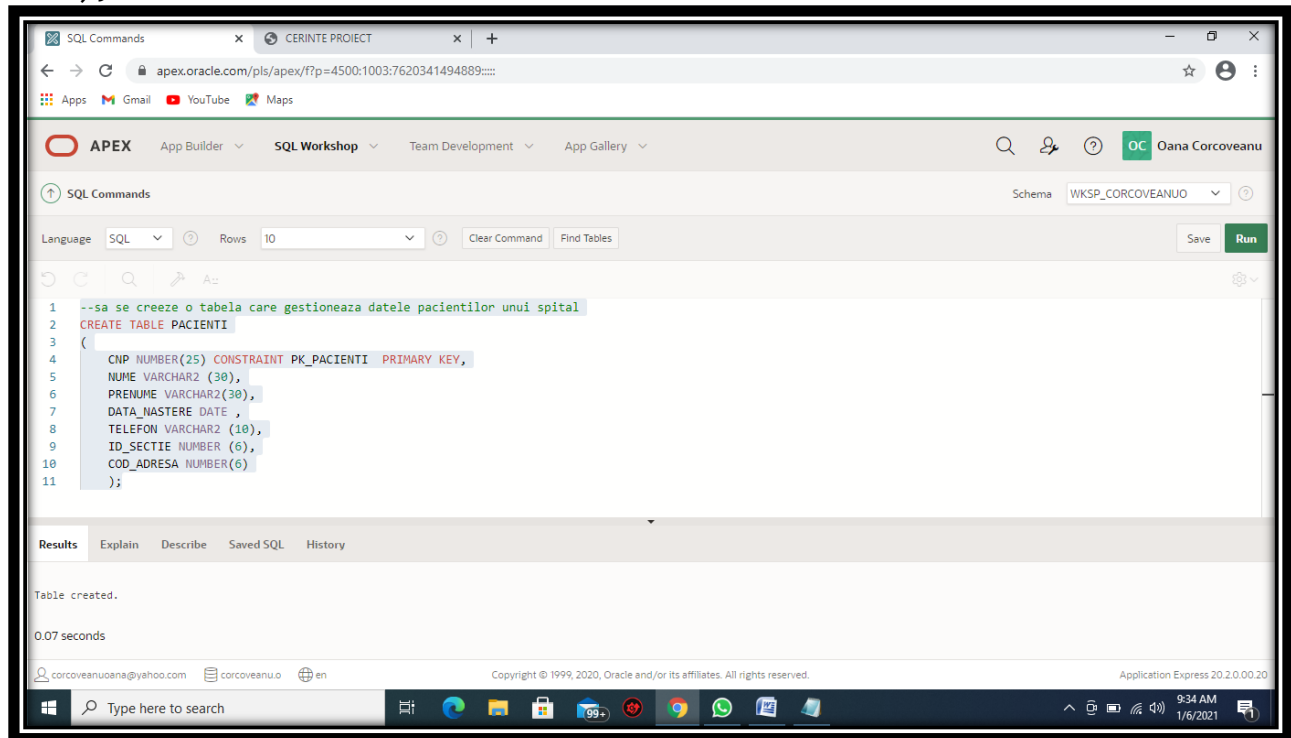 SQL Commands CERINTE PROIECT
apex.oracle.com/pls/apex/f?p=4500:1003:7620341494889:::::
Apps Gmail YouTube Maps
APEX App Builder SQL Workshop Team Development App Gallery OC Oana Corcoveanu
SQL Commands Schema WKSP_CORCOVEANUO
Language SQL Rows 10 Clear Command Find Tables Save Run
1 --sa se creeze o tabela care gestioneaza datele pacientilor unui spital
2 CREATE TABLE PACIENTI
3 (
4 CNP NUMBER(25) CONSTRAINT PK_PACIENTI PRIMARY KEY,
5 NUME VARCHAR2 (30),
6 PRENUME VARCHAR2(30),
7 DATA_NASTERE DATE ,
8 TELEFON VARCHAR2 (10),
9 ID_SECTIE NUMBER (6),
10 COD_ADRESA NUMBER(6)
11 );
Results Explain Describe Saved SQL History
Table created.
0.07 seconds
corcoveanuoana@yahoo.com corcoveanu.o en Copyright © 1999, 2020, Oracle and/or its affiliates. All rights reserved. Application Express 20.2.0.00.20
Type here to search 99+ 9:34 AM
1/6/2021 1